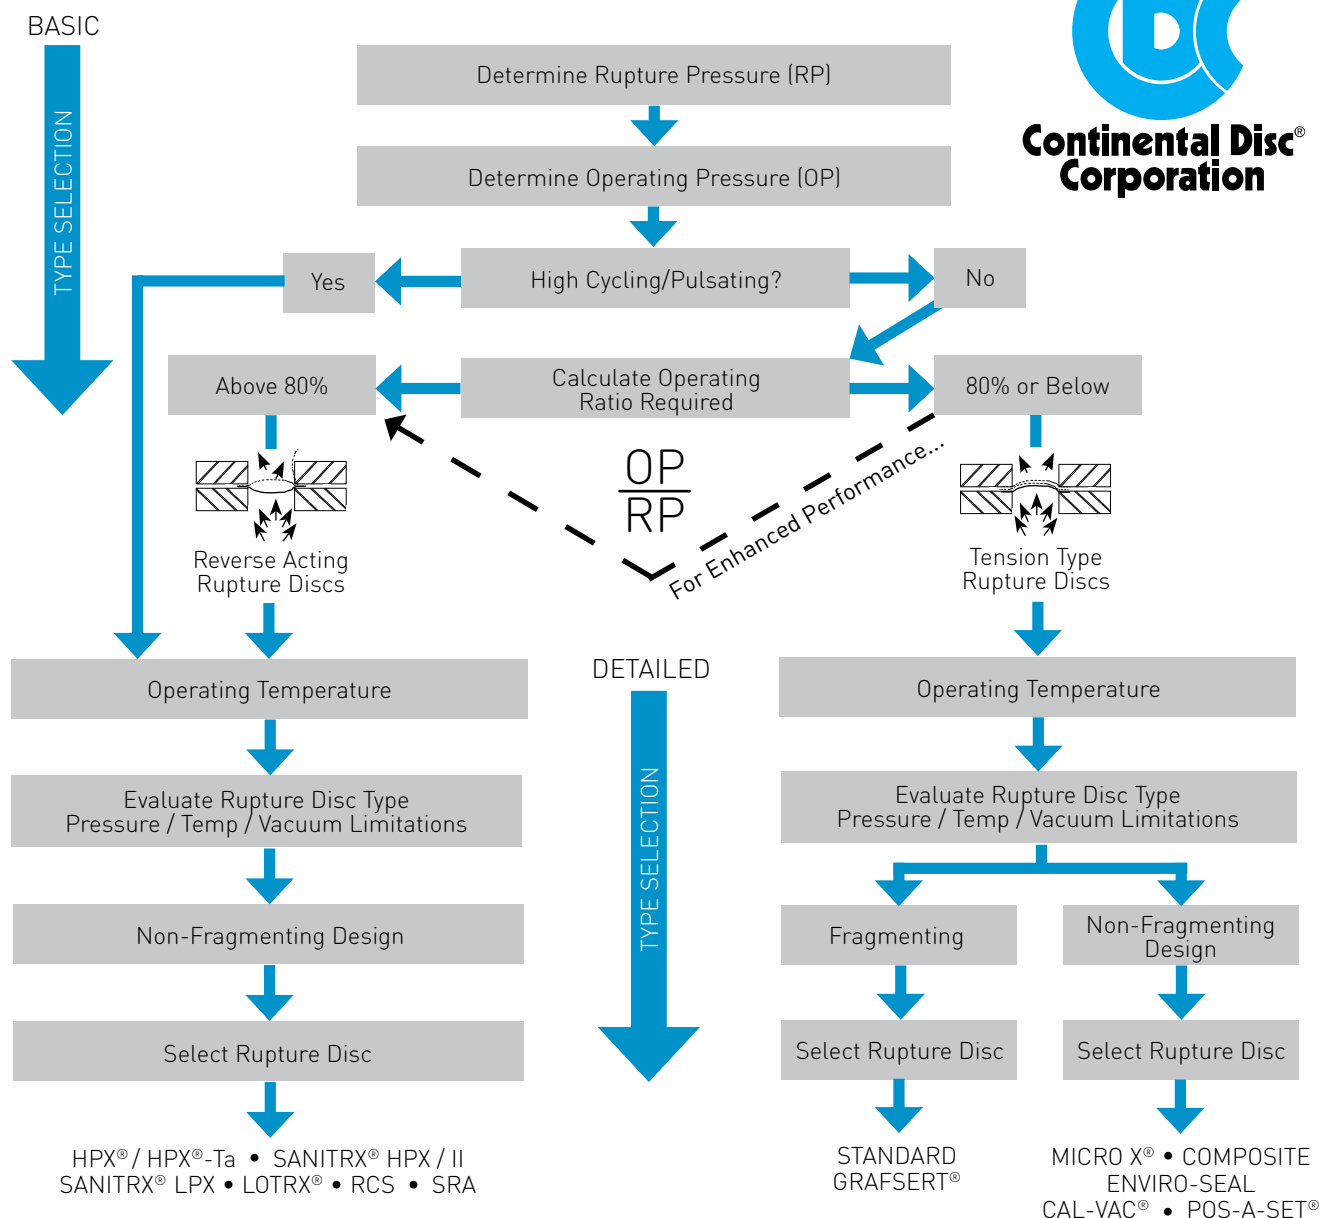 BASIC
TYPE SELECTION
CDC
Continental Disc®
Corporation
Determine Rupture Pressure (RP)
Determine Operating Pressure (OP)
Yes
High Cycling/Pulsating?
No
Above 80%
Calculate Operating
Ratio Required
80% or Below
OP
RP
For Enhanced Performance...
Reverse Acting
Rupture Discs
Tension Type
Rupture Discs
DETAILED
TYPE SELECTION
Operating Temperature
Evaluate Rupture Disc Type
Pressure / Temp / Vacuum Limitations
Non-Fragmenting Design
Select Rupture Disc
HPX® / HPX®-Ta • SANITRX® HPX / II
SANITRX® LPX • LOTRX® • RCS • SRA
Operating Temperature
Evaluate Rupture Disc Type
Pressure / Temp / Vacuum Limitations
Fragmenting
Select Rupture Disc
STANDARD
GRAFSERT®
Non-Fragmenting
Design
Select Rupture Disc
MICRO X® • COMPOSITE
ENVIRO-SEAL
CAL-VAC® • POS-A-SET®